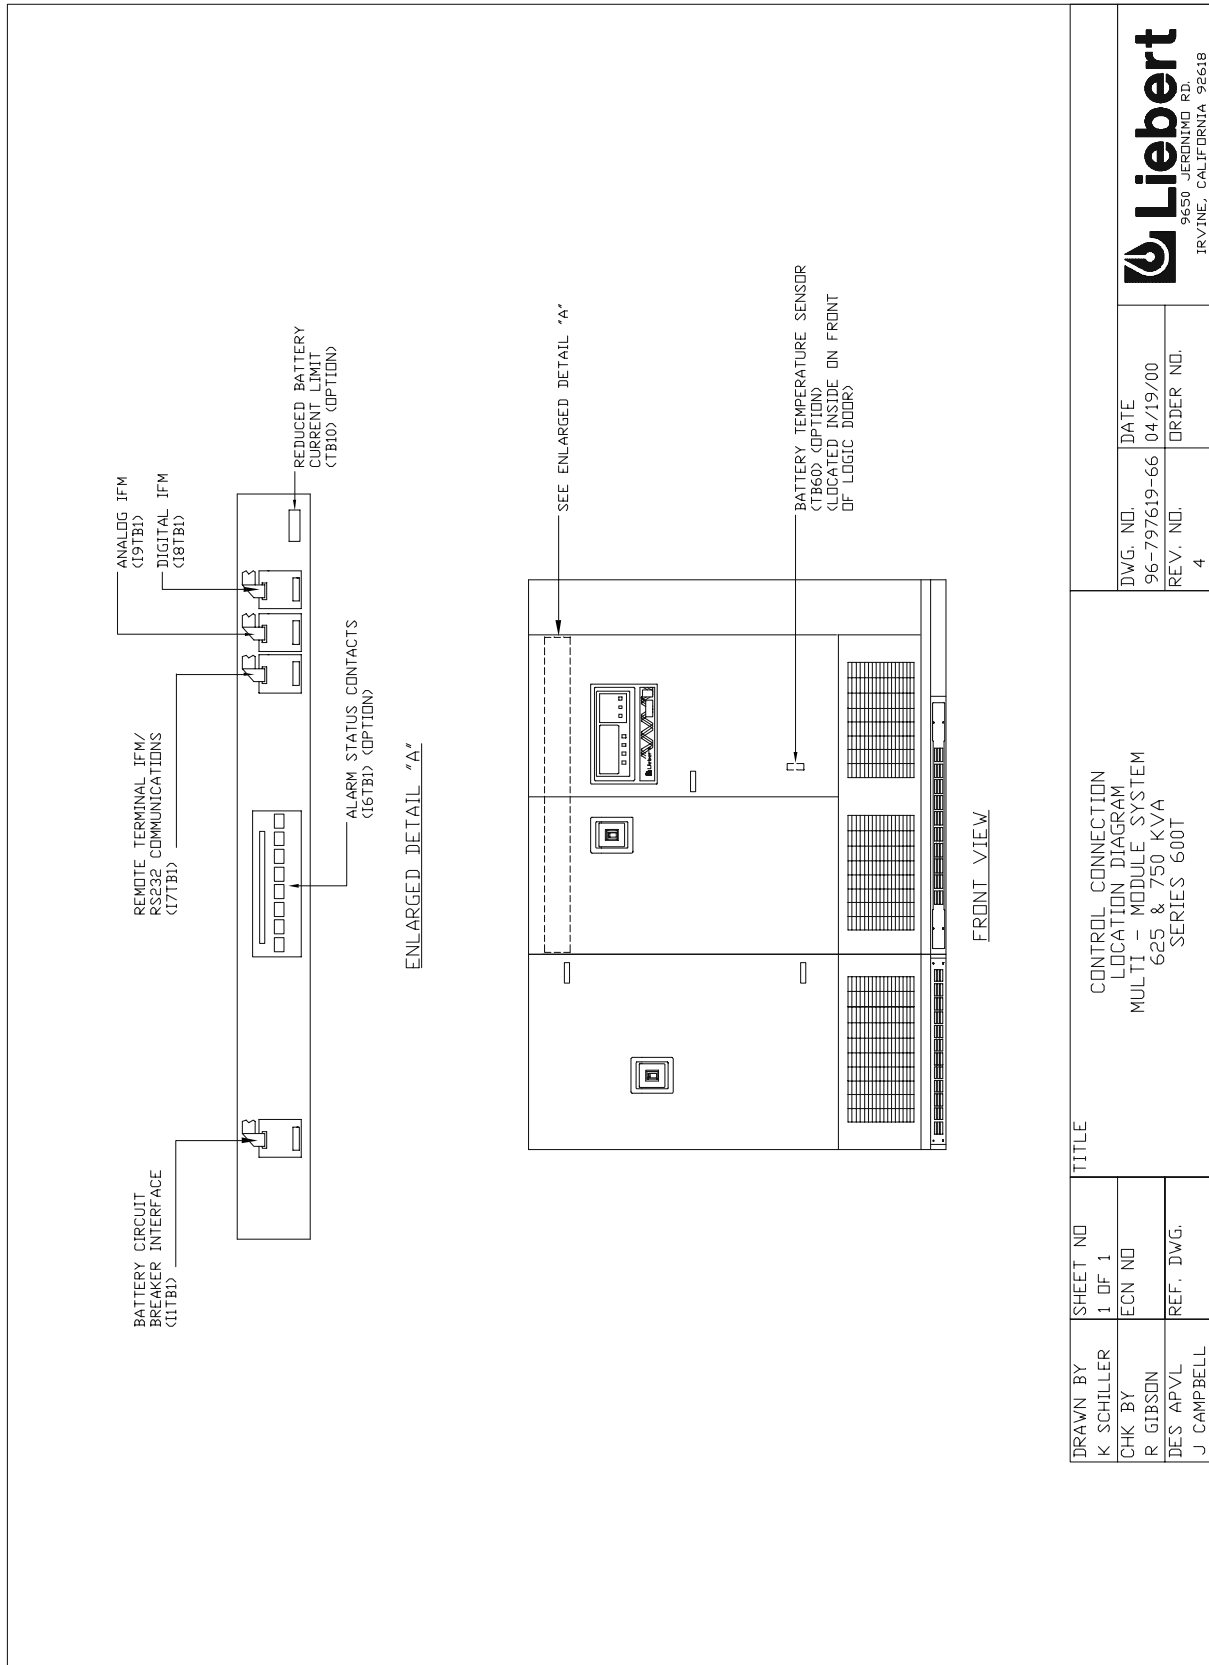 BATTERY CIRCUIT
BREAKER INTERFACE
(I1TB1)
REMOTE TERMINAL IFM/
RS232 COMMUNICATIONS
(I7TB1)
ANALOG IFM
(I9TB1)
DIGITAL IFM
(I8TB1)
REDUCED BATTERY
CURRENT LIMIT
(TB10) (OPTION)
ALARM STATUS CONTACTS
(I6TB1) (OPTION)
ENLARGED DETAIL "A"
SEE ENLARGED DETAIL "A"
BATTERY TEMPERATURE SENSOR
(TB60) (OPTION)
(LOCATED INSIDE ON FRONT
OF LOGIC DOOR)
Liebert
FRONT VIEW
DRAWN BY
K SCHILLER
CHK BY
R GIBSON
DES APVL
J CAMPBELL
SHEET NO
1 OF 1
ECN NO
REF. DWG.
TITLE
CONTROL CONNECTION
LOCATION DIAGRAM
MULTI - MODULE SYSTEM
625 & 750 KVA
SERIES 600T
DWG. NO.
96-797619-66
REV. NO.
4
DATE
04/19/00
ORDER NO.
Liebert
9650 JERONIMO RD.
IRVINE, CALIFORNIA 92618